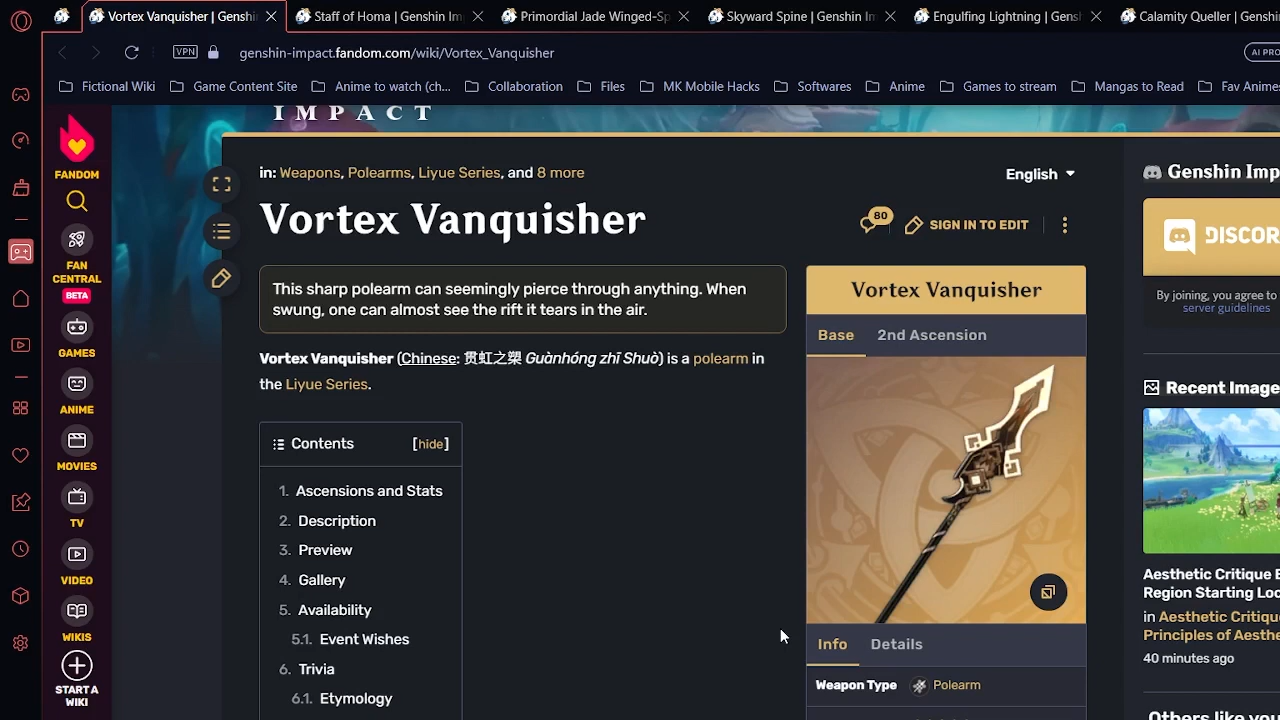 Vortex Vanquisher | Genshi
Staff of Homa | Genshin Im
Primordial Jade Winged-Sp
Skyward Spine | Genshin Im
Engulfing Lightning | Gensh
Calamity Queller | Genshi
VPN
genshin-impact.fandom.com/wiki/Vortex_Vanquisher
AI PRO
Fictional Wiki
Game Content Site
Anime to watch (ch...
Collaboration
Files
MK Mobile Hacks
Softwares
Anime
Games to stream
Mangas to Read
Fav Animes
IMPACT
FANDOM
FAN
CENTRAL
BETA
GAMES
ANIME
MOVIES
TV
VIDEO
WIKIS
START A
WIKI
in: Weapons, Polearms, Liyue Series, and 8 more
English
Vortex Vanquisher
80
SIGN IN TO EDIT
This sharp polearm can seemingly pierce through anything. When
swung, one can almost see the rift it tears in the air.
Vortex Vanquisher (Chinese: 贯虹之槊 Guànhóng zhī Shuò) is a polearm in
the Liyue Series.
Contents [hide]
1. Ascensions and Stats
2. Description
3. Preview
4. Gallery
5. Availability
5.1. Event Wishes
6. Trivia
6.1. Etymology
Vortex Vanquisher
Base 2nd Ascension
Info Details
Weapon Type Polearm
Genshin Imp
DISCOR
By joining, you agree to
server guidelines
Recent Image
Aesthetic Critique E
Region Starting Loc
in Aesthetic Critiqu
Principles of Aesthe
40 minutes ago
Others like you